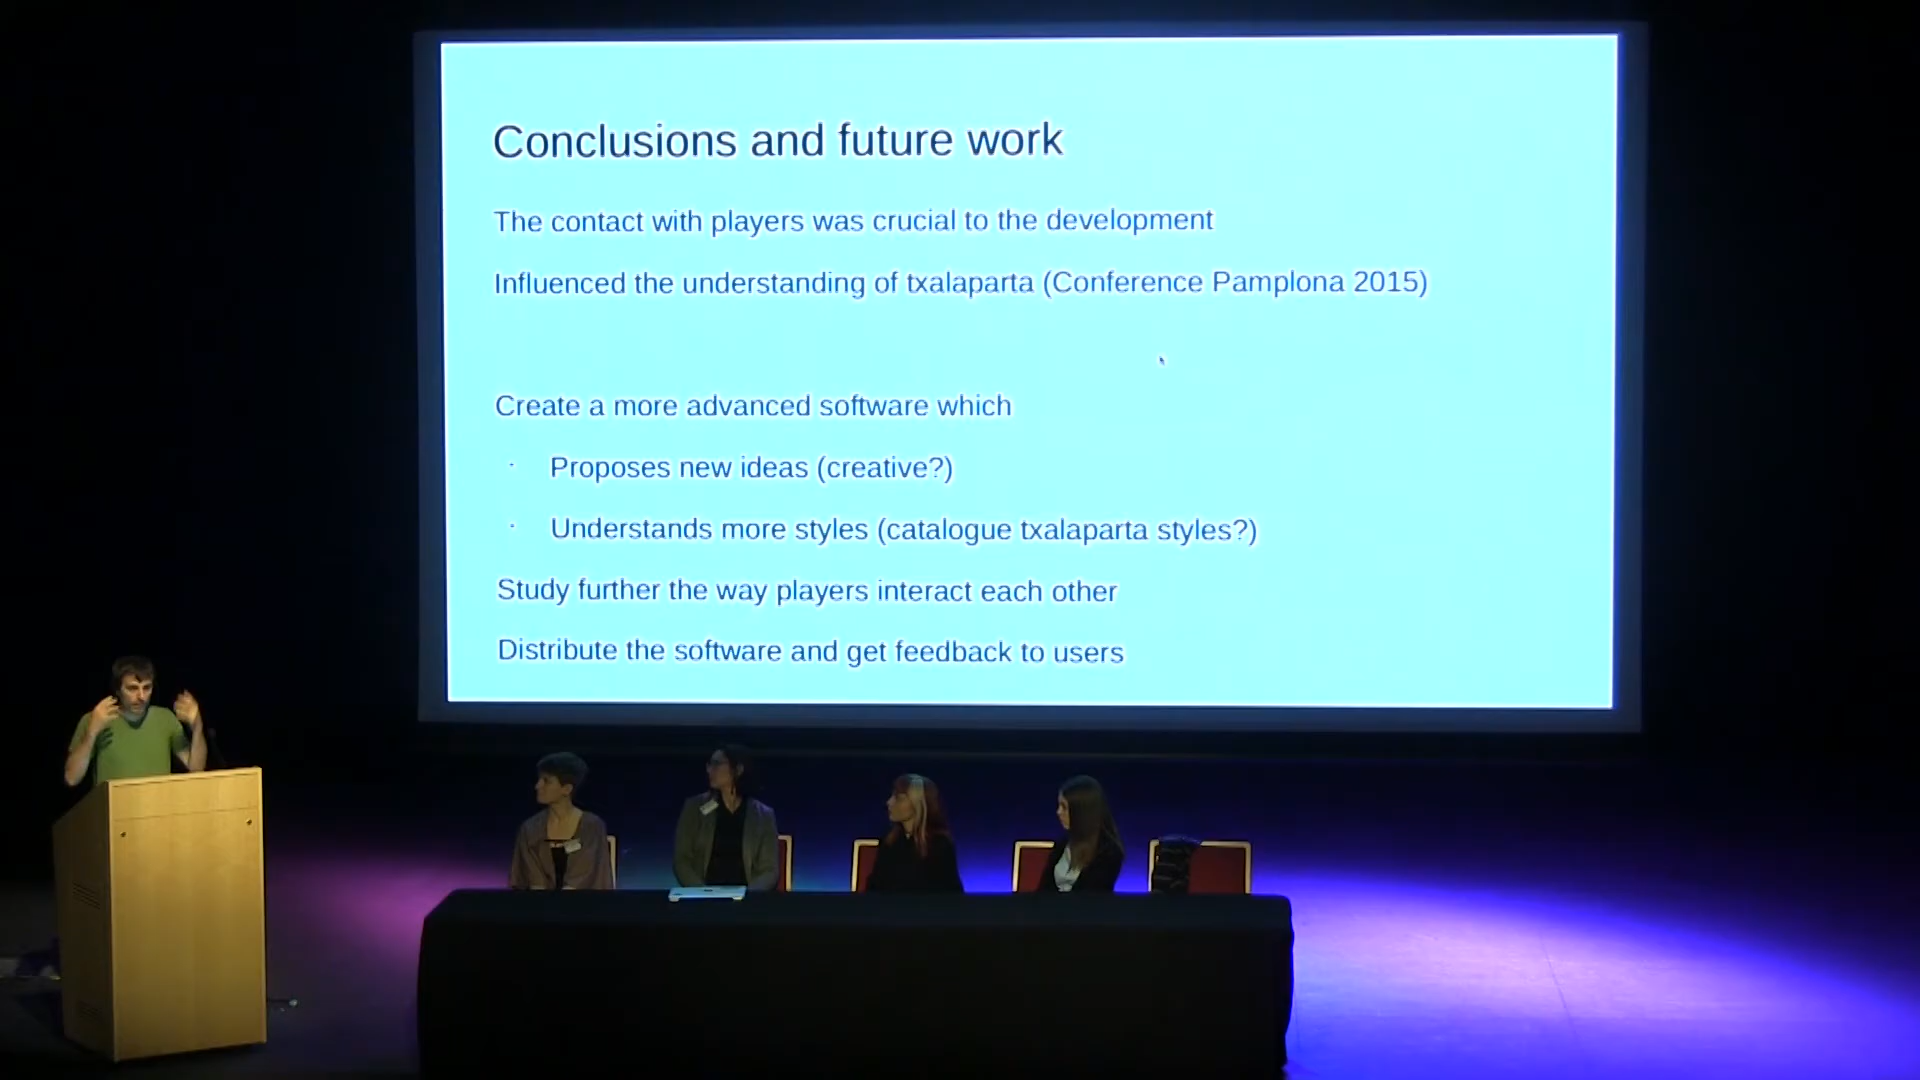 Conclusions and future work
The contact with players was crucial to the development
Influenced the understanding of txalaparta (Conference Pamplona 2015)
Create a more advanced software which
· Proposes new ideas (creative?)
· Understands more styles (catalogue txalaparta styles?)
Study further the way players interact each other
Distribute the software and get feedback to users